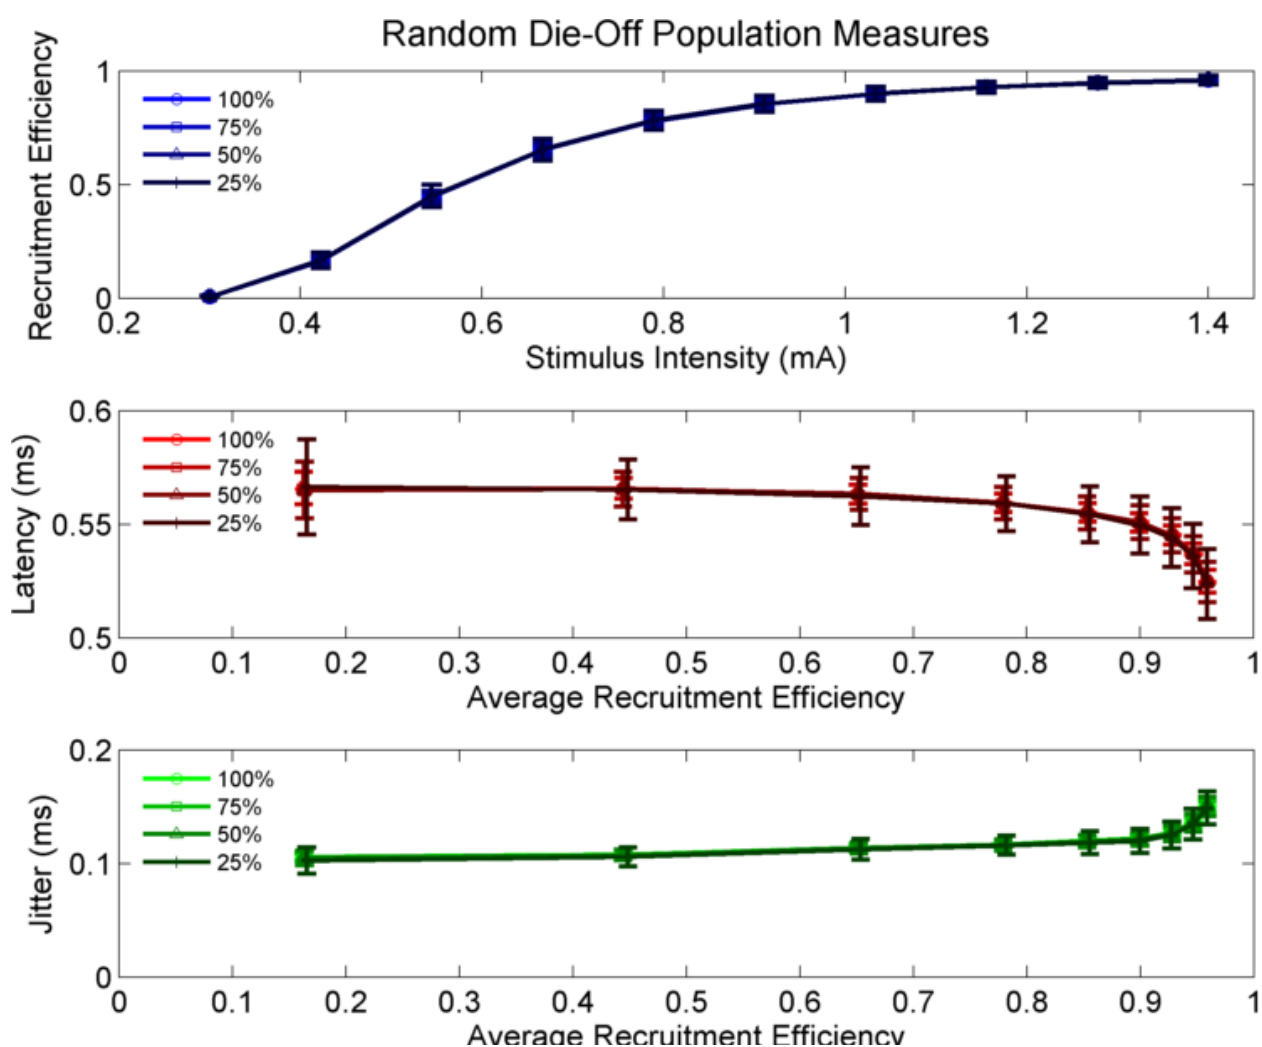 Random Die-Off Population Measures
Recruitment Efficiency
1
0.5
0
100%
75%
50%
25%
0.2 0.4 0.6 0.8 1 1.2 1.4
Stimulus Intensity (mA)
Latency (ms)
0.6
0.55
0.5
100%
75%
50%
25%
0 0.1 0.2 0.3 0.4 0.5 0.6 0.7 0.8 0.9 1
Average Recruitment Efficiency
Jitter (ms)
0.2
0.1
0
100%
75%
50%
25%
0 0.1 0.2 0.3 0.4 0.5 0.6 0.7 0.8 0.9 1
Average Recruitment Efficiency